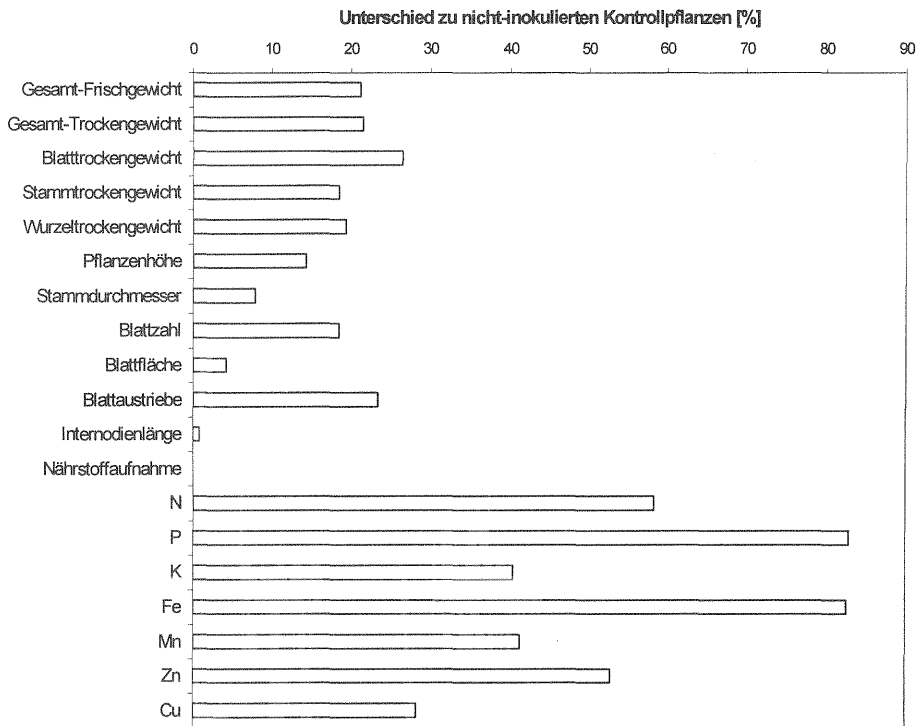 Unterschied zu nicht-inokulierten Kontrollpflanzen [%]
0 10 20 30 40 50 60 70 80 90
Gesamt-Frischgewicht
Gesamt-Trockengewicht
Blatttrockengewicht
Stammtrockengewicht
Wurzeltrockengewicht
Pflanzenhöhe
Stammdurchmesser
Blattzahl
Blattfläche
Blattaustriebe
Internodienlänge
Nährstoffaufnahme
N
P
K
Fe
Mn
Zn
Cu